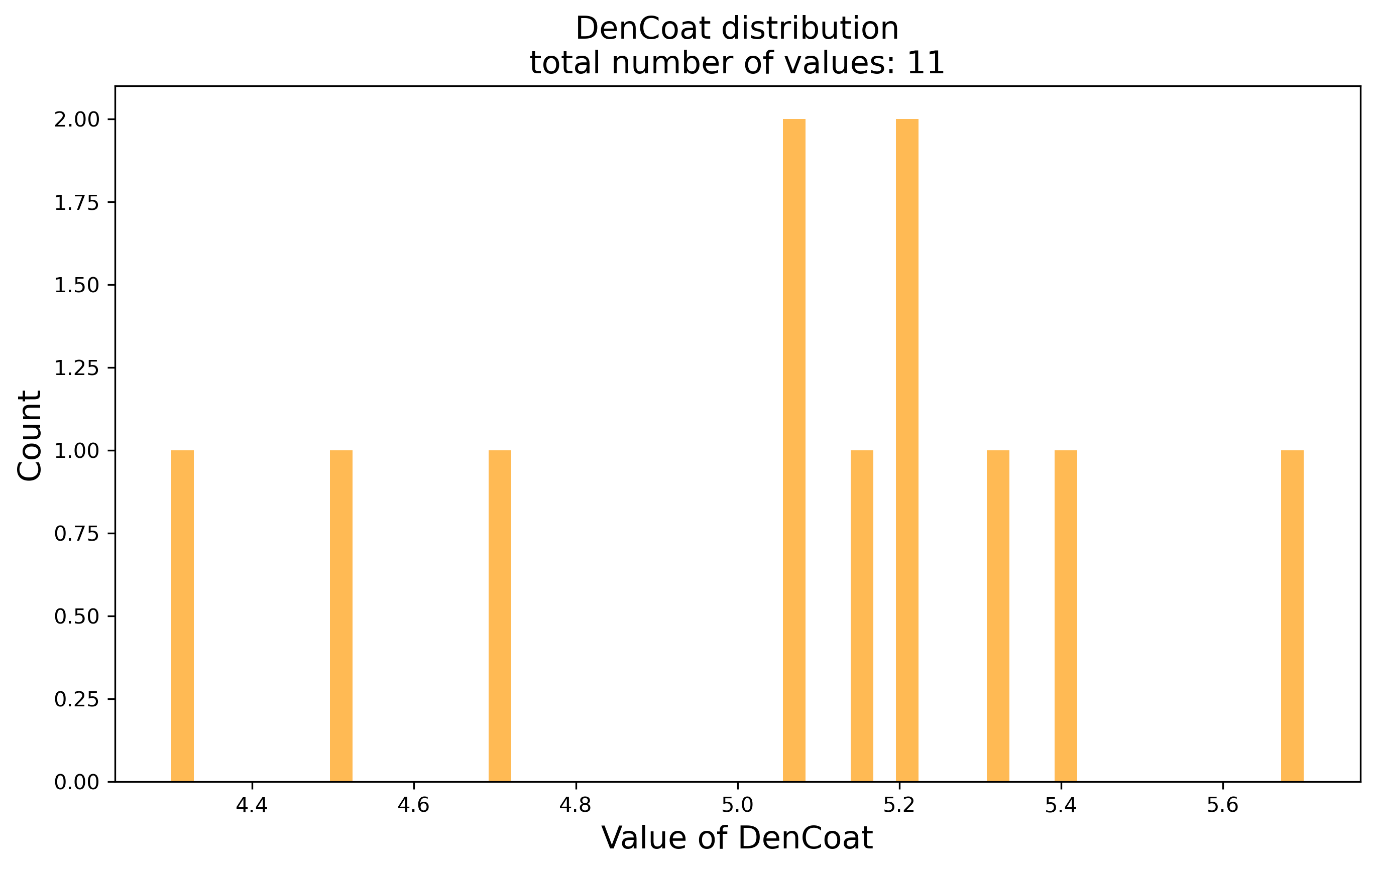 DenCoat distribution
total number of values: 11
Count
2.00
1.75
1.50
1.25
1.00
0.75
0.50
0.25
0.00
4.4 4.6 4.8 5.0 5.2 5.4 5.6
Value of DenCoat